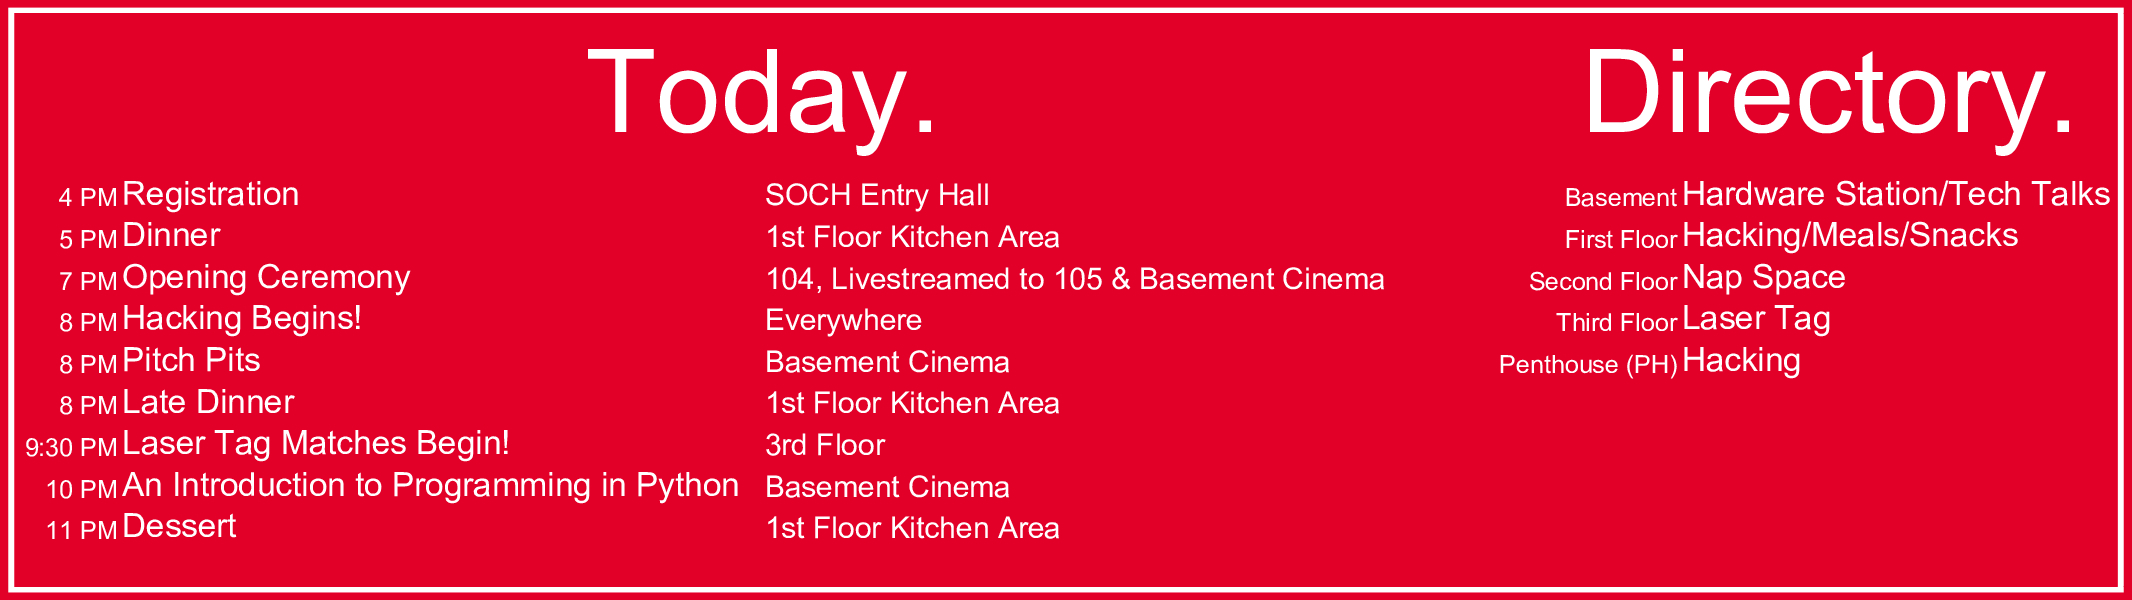 Today.
4 PM Registration SOCH Entry Hall
5 PM Dinner 1st Floor Kitchen Area
7 PM Opening Ceremony 104, Livestreamed to 105 & Basement Cinema
8 PM Hacking Begins! Everywhere
8 PM Pitch Pits Basement Cinema
8 PM Late Dinner 1st Floor Kitchen Area
9:30 PM Laser Tag Matches Begin! 3rd Floor
10 PM An Introduction to Programming in Python Basement Cinema
11 PM Dessert 1st Floor Kitchen Area
Directory.
Basement Hardware Station/Tech Talks
First Floor Hacking/Meals/Snacks
Second Floor Nap Space
Third Floor Laser Tag
Penthouse (PH) Hacking